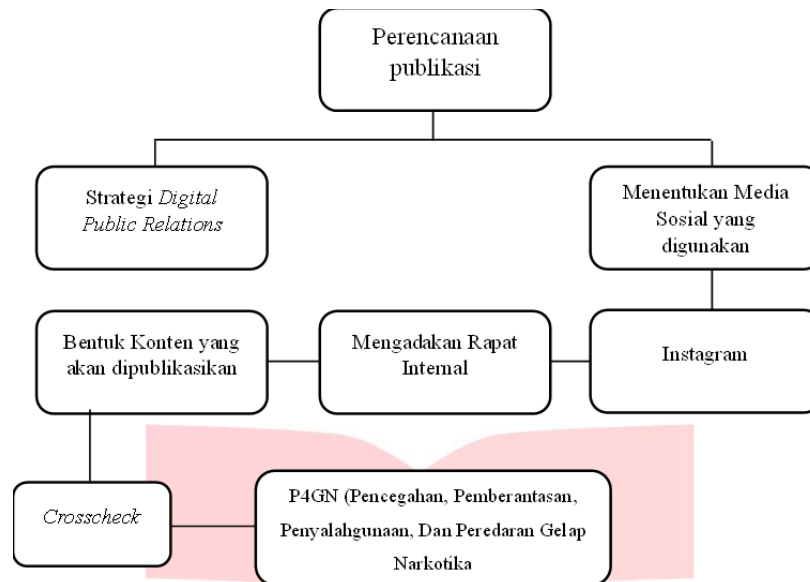 Perencanaan
publikasi
Strategi Digital
Public Relations
Menentukan Media
Sosial yang
digunakan
Bentuk Konten yang
akan dipublikasikan
Mengadakan Rapat
Internal
Instagram
Crosscheck
P4GN (Pencegahan, Pemberantasan,
Penyalahgunaan, Dan Peredaran Gelap
Narkotika